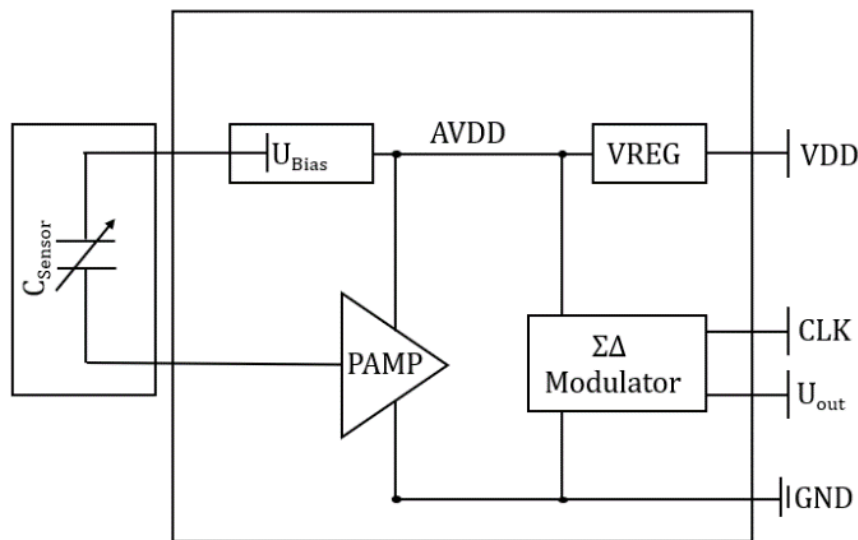 AVDD
U_Bias
VREG
VDD
C_Sensor
PAMP
ΣΔ
Modulator
CLK
U_out
GND